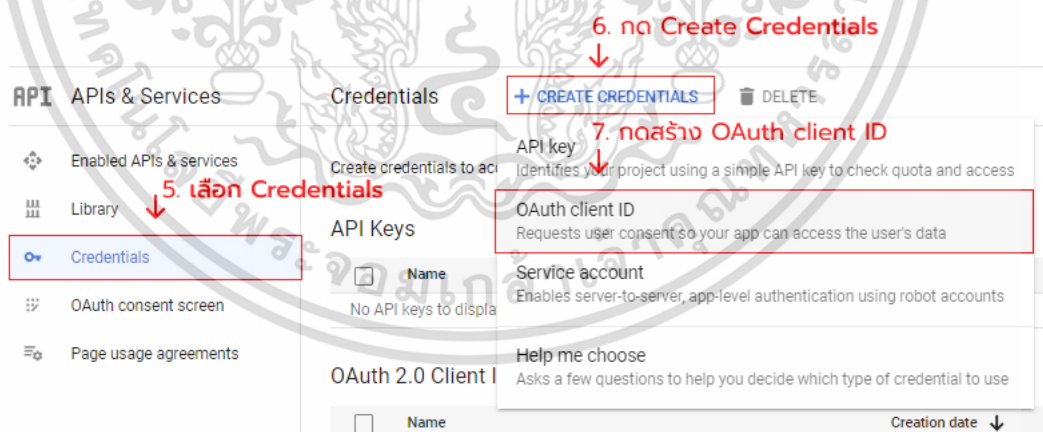 6. กด Create Credentials
API APIs & Services
Credentials
+ CREATE CREDENTIALS
DELETE
7. กดสร้าง OAuth client ID
Enabled APIs & services
Library
5. เลือก Credentials
Credentials
OAuth consent screen
Page usage agreements
Create credentials to acc
API Keys
Name
No API keys to displa
OAuth 2.0 Client I
Name
Creation date
API key
Identifies your project using a simple API key to check quota and access
OAuth client ID
Requests user consent so your app can access the user's data
Service account
Enables server-to-server, app-level authentication using robot accounts
Help me choose
Asks a few questions to help you decide which type of credential to use